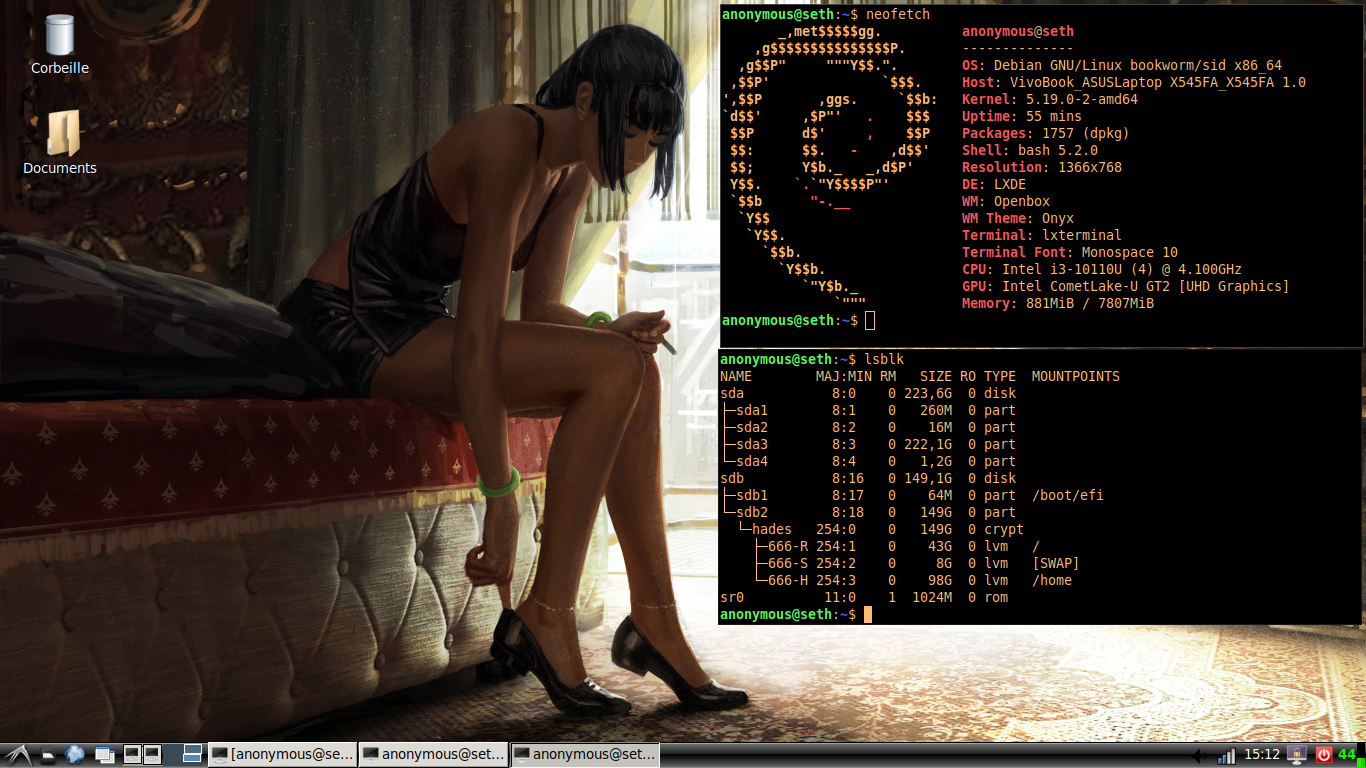 Corbeille
Documents
anonymous@seth:~$ neofetch
anonymous@seth
--------------
OS: Debian GNU/Linux bookworm/sid x86_64
Host: VivoBook_ASUSLaptop X545FA_X545FA 1.0
Kernel: 5.19.0-2-amd64
Uptime: 55 mins
Packages: 1757 (dpkg)
Shell: bash 5.2.0
Resolution: 1366x768
DE: LXDE
WM: Openbox
WM Theme: Onyx
Terminal: lxterminal
Terminal Font: Monospace 10
CPU: Intel i3-10110U (4) @ 4.100GHz
GPU: Intel CometLake-U GT2 [UHD Graphics]
Memory: 881MiB / 7807MiB
anonymous@seth:~$
anonymous@seth:~$ lsblk
NAME MAJ:MIN RM SIZE RO TYPE MOUNTPOINTS
sda 8:0 0 223,6G 0 disk
├─sda1 8:1 0 260M 0 part
├─sda2 8:2 0 16M 0 part
├─sda3 8:3 0 222,1G 0 part
└─sda4 8:4 0 1,2G 0 part
sdb 8:16 0 149,1G 0 disk
├─sdb1 8:17 0 64M 0 part /boot/efi
└─sdb2 8:18 0 149G 0 part
└─hades 254:0 0 149G 0 crypt
├─666-R 254:1 0 43G 0 lvm /
├─666-S 254:2 0 8G 0 lvm [SWAP]
└─666-H 254:3 0 98G 0 lvm /home
sr0 11:0 1 1024M 0 rom
anonymous@seth:~$
[anonymous@se... anonymous@set... anonymous@set... 15:12 44